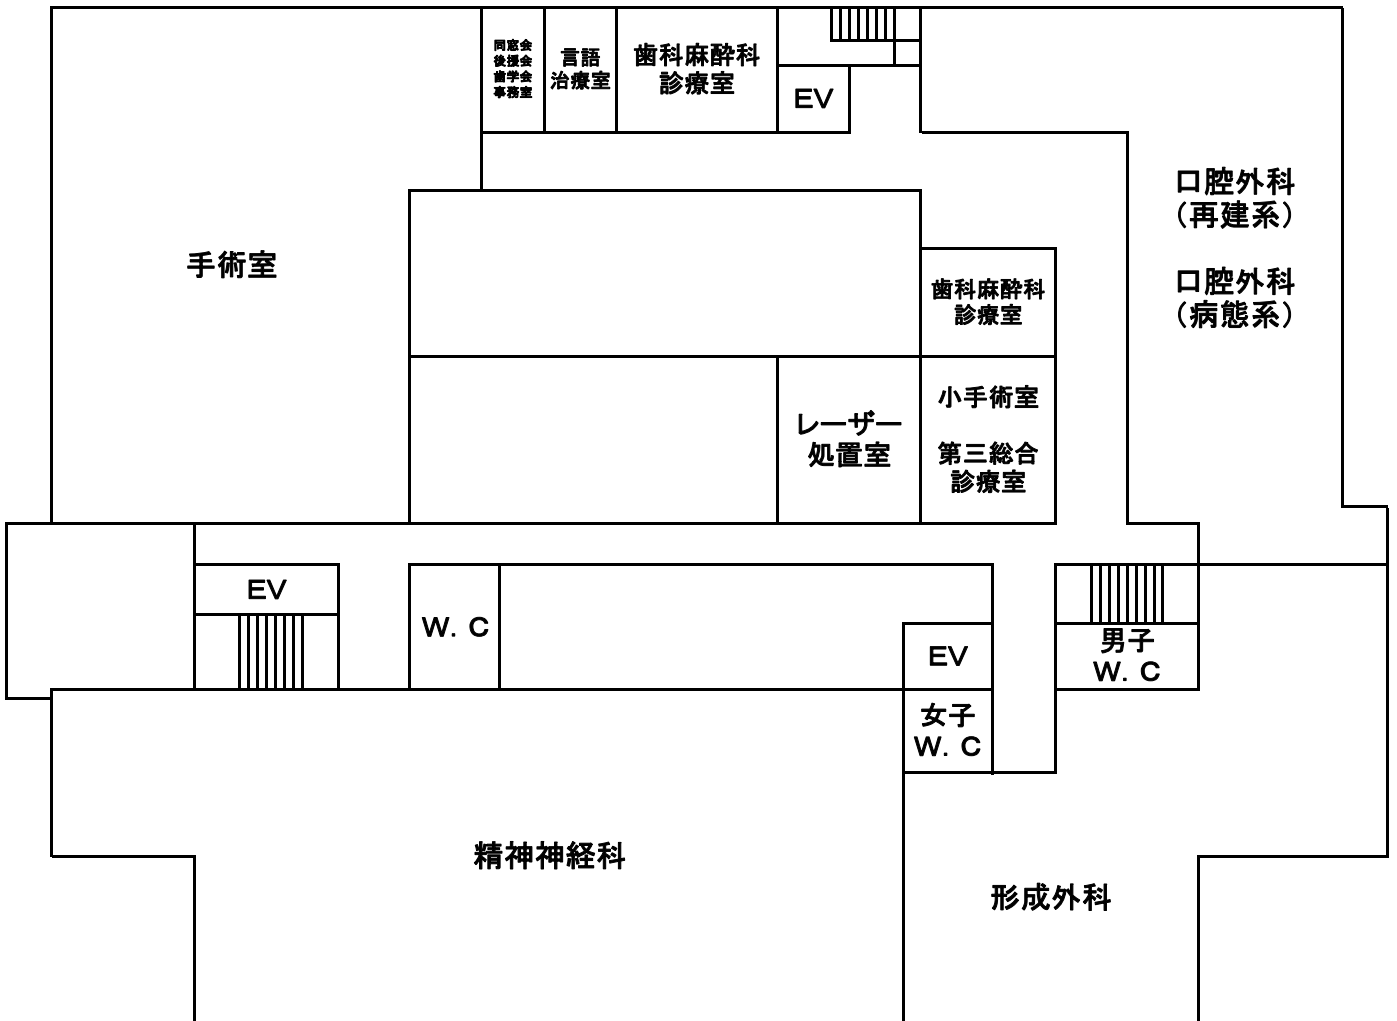 同窓会
後援会
歯学会
事務室
言語
治療室
歯科麻酔科
診療室
EV
口腔外科
（再建系）
口腔外科
（病態系）
手術室
歯科麻酔科
診療室
小手術室
第三総合
診療室
レーザー
処置室
EV
W. C
EV
男子
W. C
女子
W. C
精神神経科
形成外科